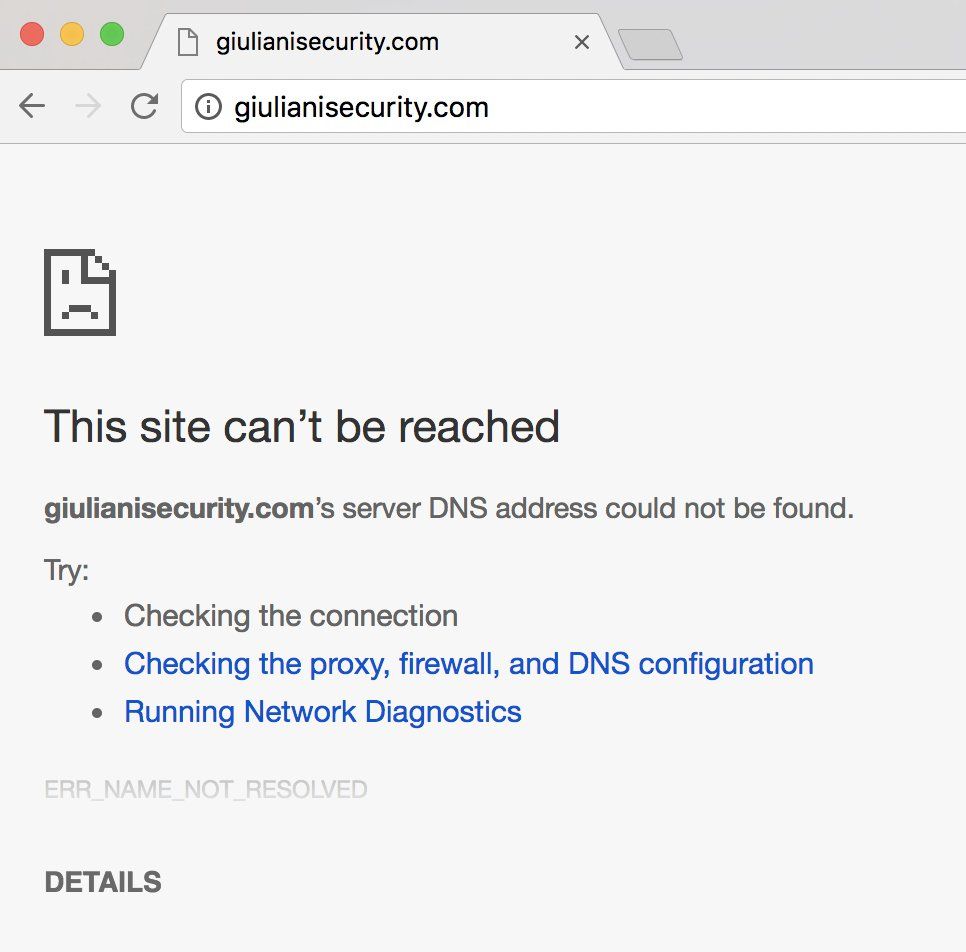 giulianisecurity.com
giulianisecurity.com
This site can’t be reached
giulianisecurity.com’s server DNS address could not be found.
Try:
Checking the connection
Checking the proxy, firewall, and DNS configuration
Running Network Diagnostics
ERR_NAME_NOT_RESOLVED
DETAILS